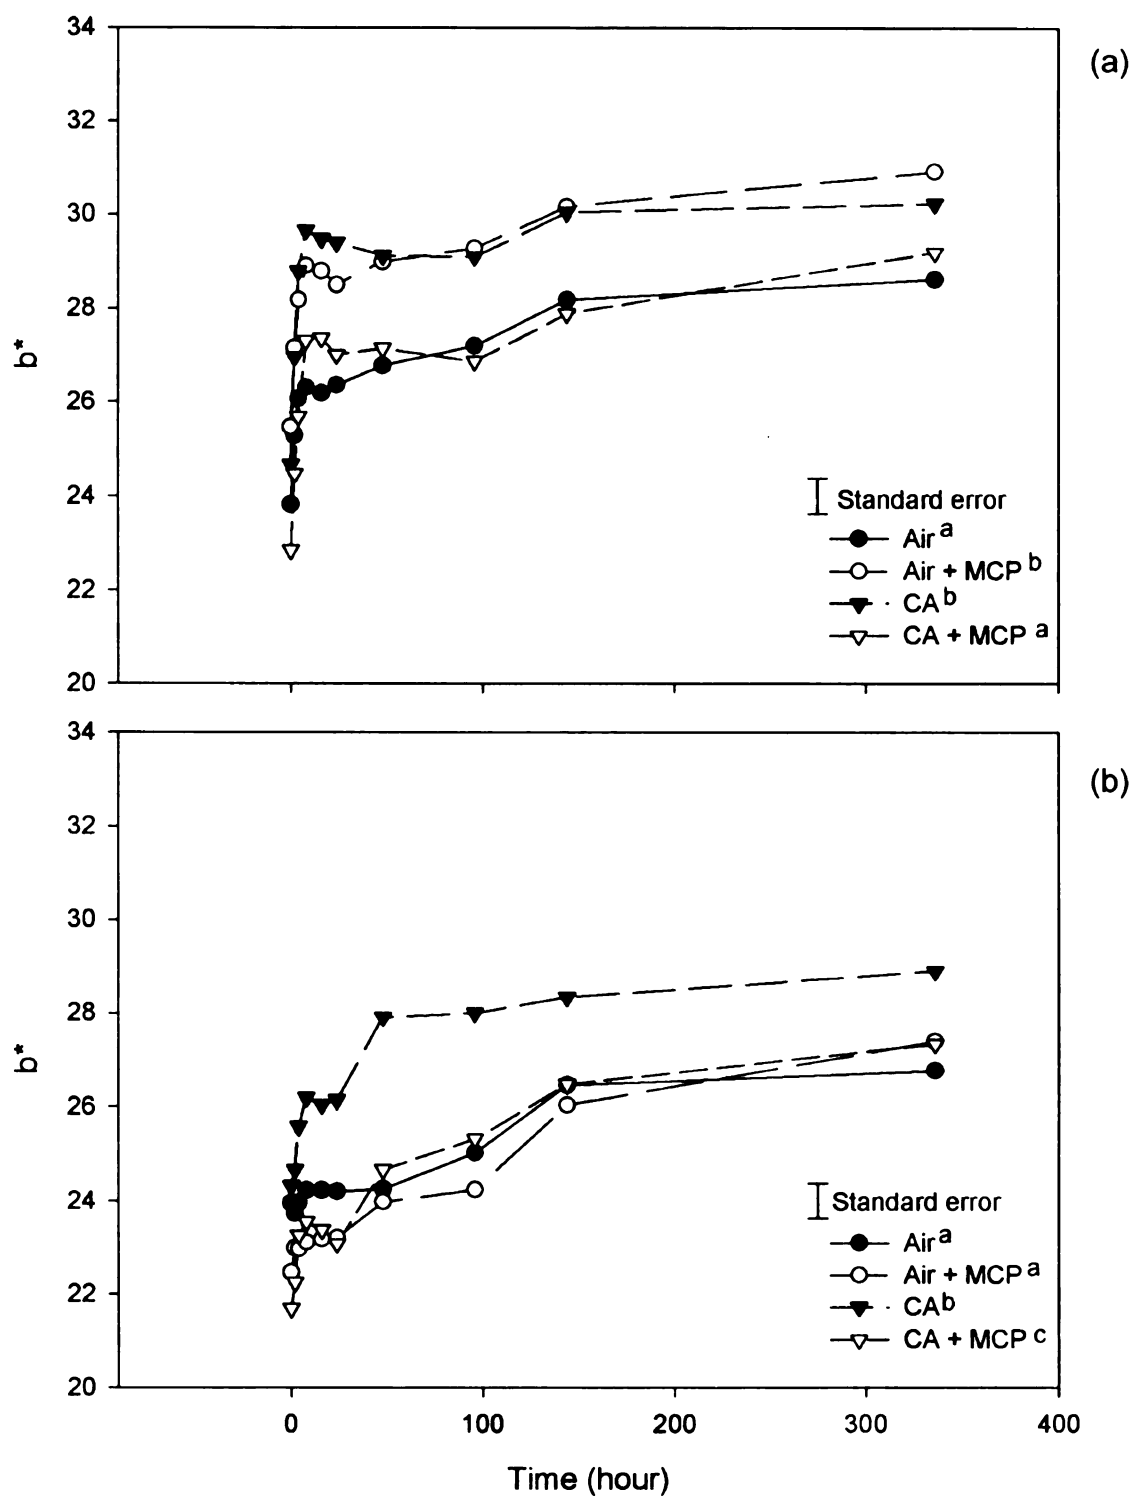 34
(a)
32
30
28
b*
26
24
Standard error
Air a
Air + MCP b
22
CA b
CA + MCP a
20
34
(b)
32
30
28
b*
26
24
Standard error
Air a
Air + MCP a
22
CA b
CA + MCP c
20
0 100 200 300 400
Time (hour)